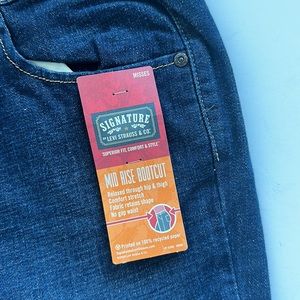 MISSES
SIGNATURE
BY
LEVI STRAUSS & CO.
SUPERIOR FIT, COMFORT & STYLE
MID RISE BOOTCUT
Relaxed through hip & thigh
Comfort stretch
Fabric retains shape
No gap waist
Printed on 100% recycled paper